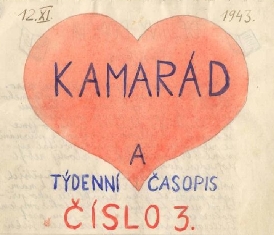 12. XI. 1943.
KAMARÁD
A
TÝDENNÍ ČASOPIS
ČÍSLO 3.